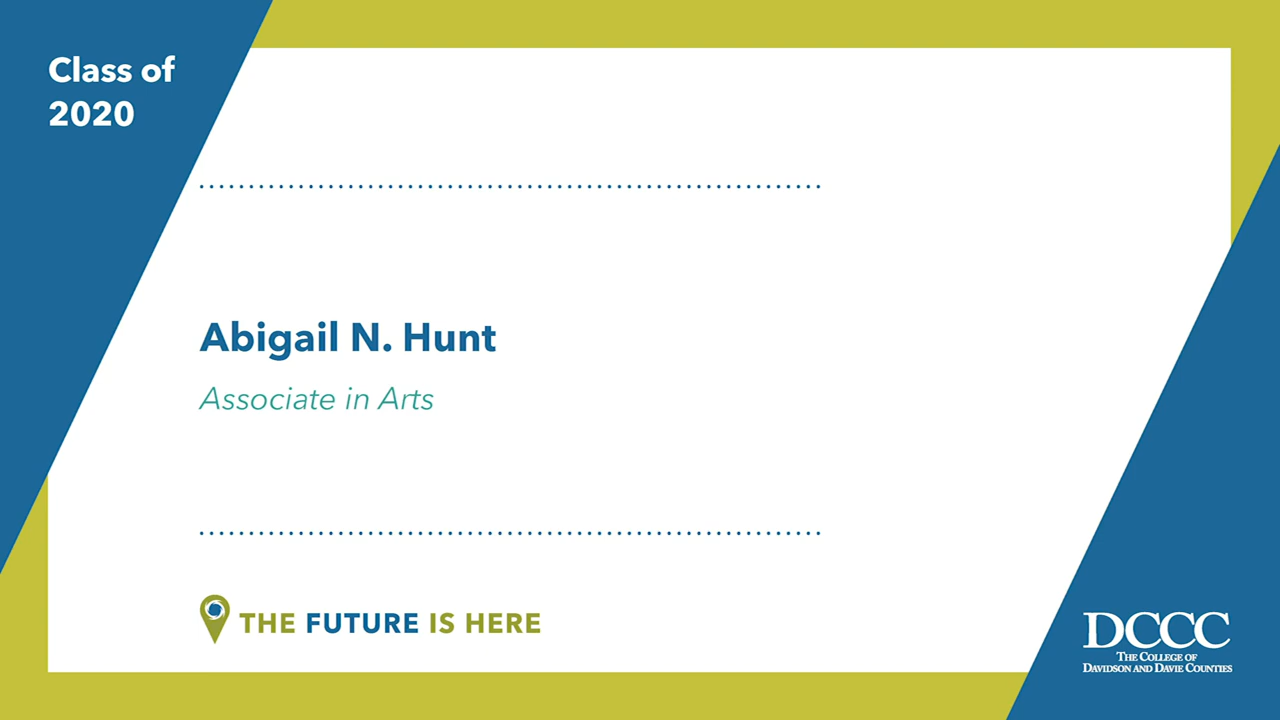 Class of
2020
Abigail N. Hunt
Associate in Arts
THE FUTURE IS HERE
DCCC
THE COLLEGE OF
DAVIDSON AND DAVIE COUNTIES